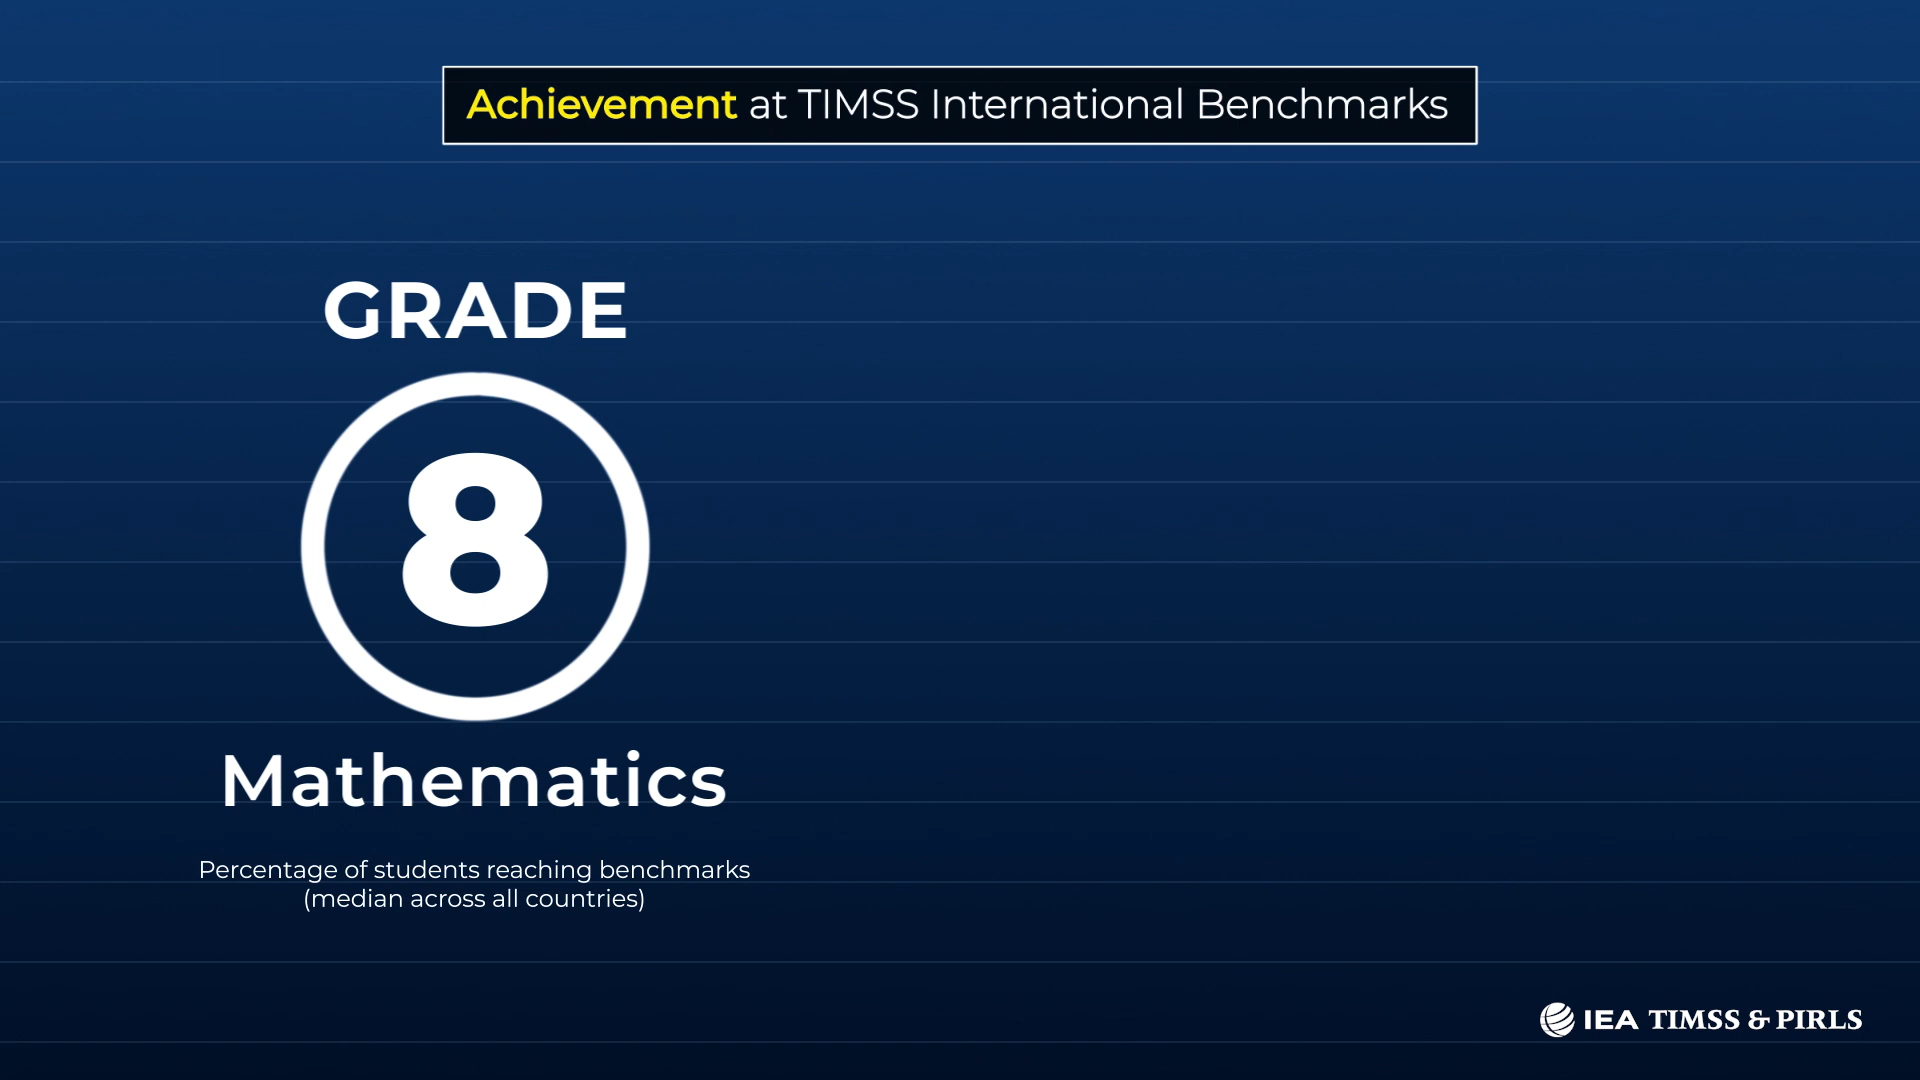 Achievement at TIMSS International Benchmarks
GRADE
8
Mathematics
Percentage of students reaching benchmarks
(median across all countries)
IEA TIMSS & PIRLS